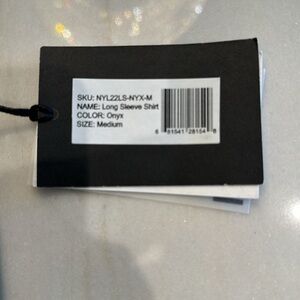 SKU: NYL22LS-NYX-M
NAME: Long Sleeve Shirt
COLOR: Onyx
SIZE: Medium
6 81541 28154 8